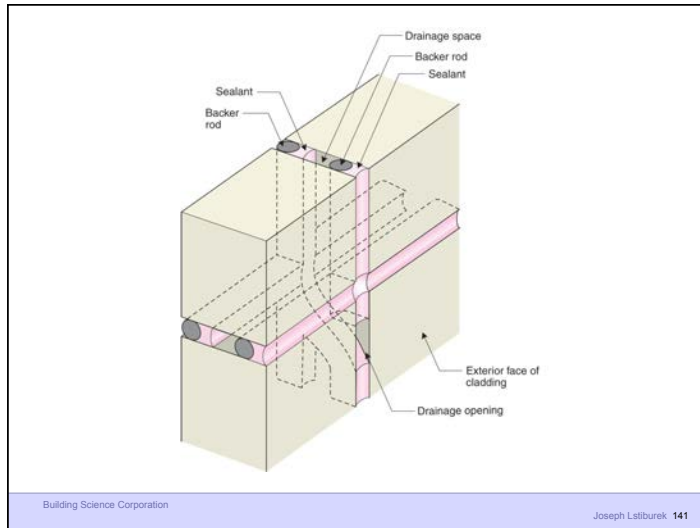 Drainage space
Backer rod
Sealant
Sealant
Backer
rod
Exterior face of
cladding
Drainage opening
Building Science Corporation
Joseph Lstiburek 141